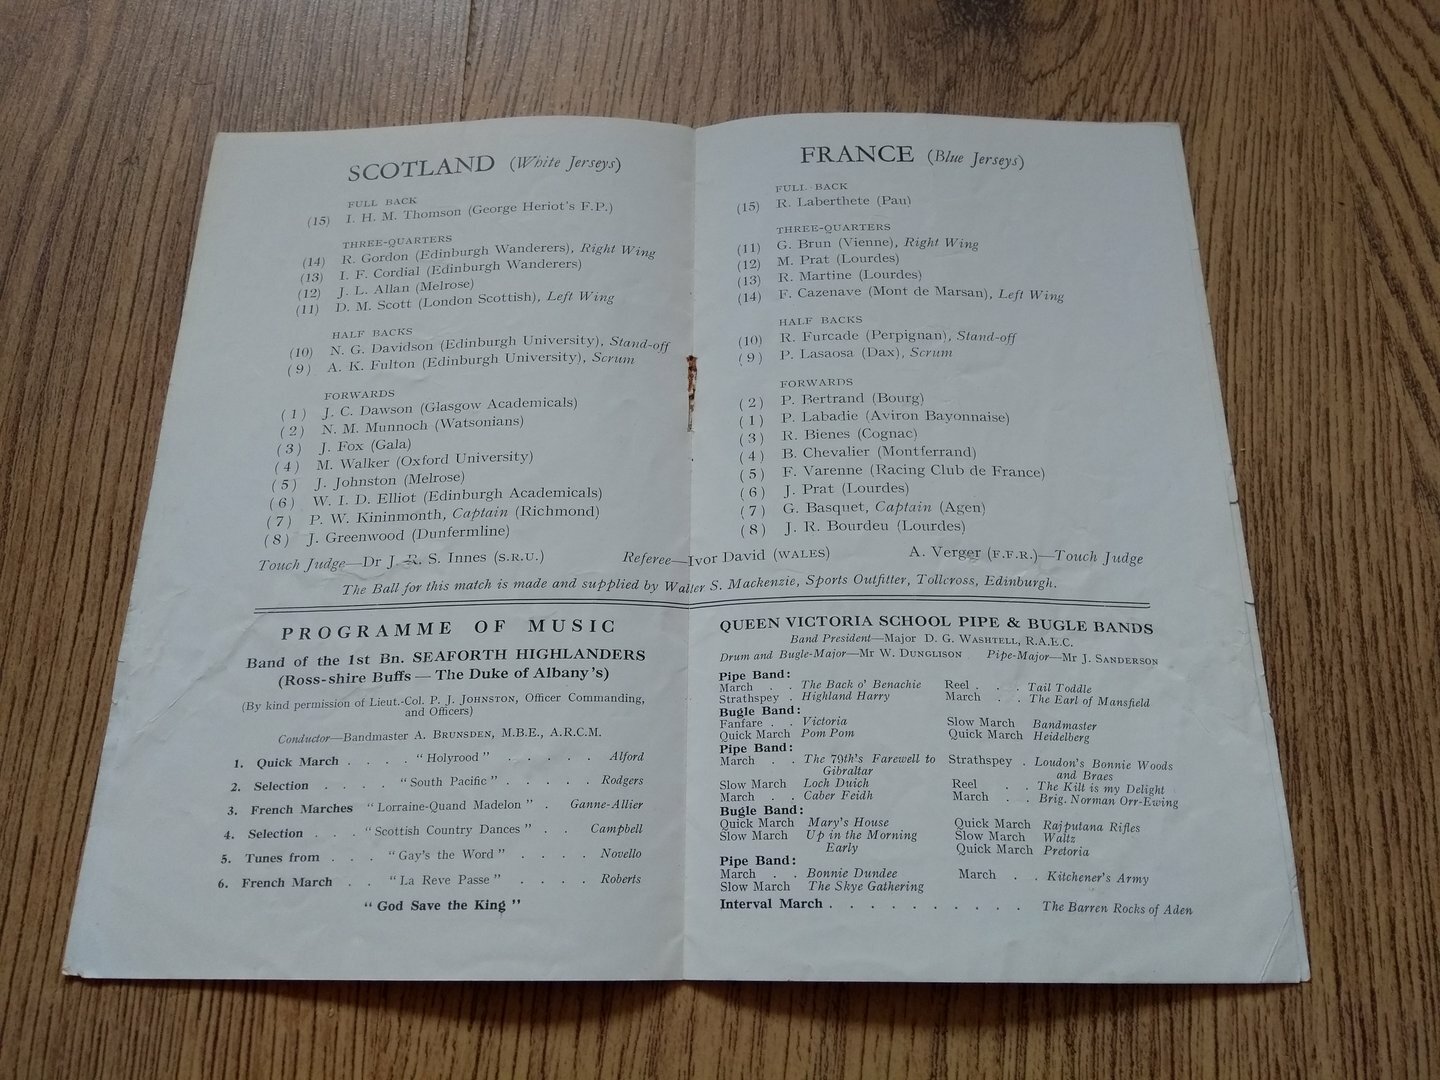 SCOTLAND (White Jerseys)
FULL BACK
(15) I. H. M. Thomson (George Heriot's F.P.)
THREE-QUARTERS
(14) R. Gordon (Edinburgh Wanderers), Right Wing
(13) I. F. Cordial (Edinburgh Wanderers)
(12) J. L. Allan (Melrose)
(11) D. M. Scott (London Scottish), Left Wing
HALF BACKS
(10) N. G. Davidson (Edinburgh University), Stand-off
(9) A. K. Fulton (Edinburgh University), Scrum
FORWARDS
(1) J. C. Dawson (Glasgow Academicals)
(2) N. M. Munnoch (Watsonians)
(3) J. Fox (Gala)
(4) M. Walker (Oxford University)
(5) J. Johnston (Melrose)
(6) W. I. D. Elliot (Edinburgh Academicals)
(7) P. W. Kininmonth, Captain (Richmond)
(8) J. Greenwood (Dunfermline)
FRANCE (Blue Jerseys)
FULL BACK
(15) R. Laberthete (Pau)
THREE-QUARTERS
(11) G. Brun (Vienne), Right Wing
(12) M. Prat (Lourdes)
(13) R. Martine (Lourdes)
(14) F. Cazenave (Mont de Marsan), Left Wing
HALF BACKS
(10) R. Furcade (Perpignan), Stand-off
(9) P. Lasaosa (Dax), Scrum
FORWARDS
(2) P. Bertrand (Bourg)
(1) P. Labadie (Aviron Bayonnaise)
(3) R. Bienes (Cognac)
(4) B. Chevalier (Montferrand)
(5) F. Varenne (Racing Club de France)
(6) J. Prat (Lourdes)
(7) G. Basquet, Captain (Agen)
(8) J. R. Bourdeu (Lourdes)
Touch Judge—Dr J. R. S. Innes (S.R.U.) Referee—Ivor David (WALES) A. Verger (F.F.R.)—Touch Judge
The Ball for this match is made and supplied by Walter S. Mackenzie, Sports Outfitter, Tollcross, Edinburgh.
PROGRAMME OF MUSIC
Band of the 1st Bn. SEAFORTH HIGHLANDERS
(Ross-shire Buffs — The Duke of Albany's)
(By kind permission of Lieut.-Col. P. J. JOHNSTON, Officer Commanding,
and Officers)
Conductor—Bandmaster A. BRUNSDEN, M.B.E., A.R.C.M.
1. Quick March . . . . "Holyrood" . . . . . Alford
2. Selection . . . . "South Pacific" . . . . . Rodgers
3. French Marches "Lorraine-Quand Madelon" . Ganne-Allier
4. Selection . . . "Scottish Country Dances" . . Campbell
5. Tunes from . . . "Gay's the Word" . . . . Novello
6. French March . . "La Reve Passe" . . . . Roberts
"God Save the King"
QUEEN VICTORIA SCHOOL PIPE & BUGLE BANDS
Band President—Major D. G. WASHTELL, R.A.E.C.
Drum and Bugle-Major—Mr W. DUNGLISON Pipe-Major—Mr J. SANDERSON
Pipe Band:
March . . The Back o' Benachie Reel . . . Tail Toddle
Strathspey . Highland Harry March . . The Earl of Mansfield
Bugle Band:
Fanfare . . Victoria Slow March Bandmaster
Quick March Pom Pom Quick March Heidelberg
Pipe Band:
March . . The 79th's Farewell to Strathspey . Loudon's Bonnie Woods
Gibraltar and Braes
Slow March Loch Duich Reel . . The Kilt is my Delight
March . . Caber Feidh March . . Brig. Norman Orr-Ewing
Bugle Band:
Quick March Mary's House Quick March Rajputana Rifles
Slow March Up in the Morning Slow March Waltz
Early Quick March Pretoria
Pipe Band:
March . . Bonnie Dundee March . . Kitchener's Army
Slow March The Skye Gathering
Interval March . . . . . . . . . . The Barren Rocks of Aden